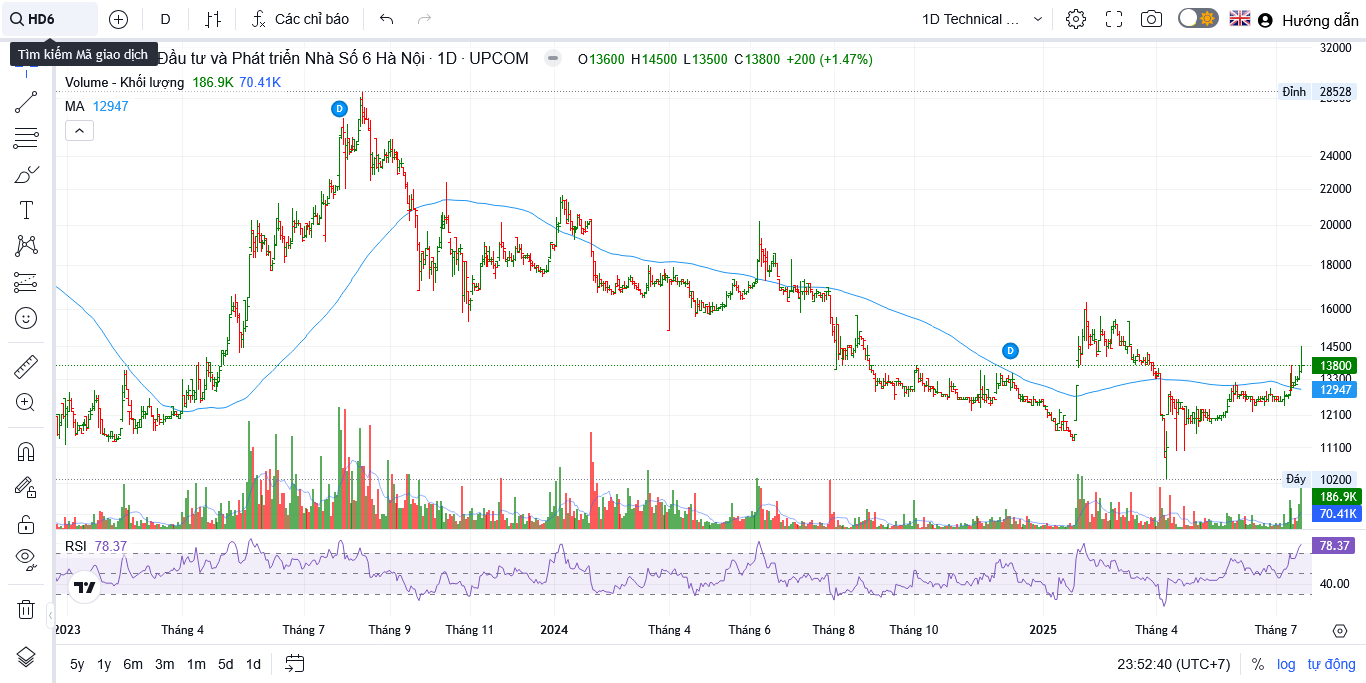 HD6
D
Các chỉ báo
1D Technical ...
Hướng dẫn
Tìm kiếm Mã giao dịch
Đầu tư và Phát triển Nhà Số 6 Hà Nội · 1D · UPCOM
O13600 H14500 L13500 C13800 +200 (+1.47%)
Volume - Khối lượng 186.9K 70.41K
MA 12947
D
D
32000
Đỉnh 28528
24000
22000
20000
18000
16000
14500
13800
13300
12947
12100
11100
Đáy 10200
186.9K
70.41K
RSI 78.37
78.37
40.00
2023
Tháng 4
Tháng 7
Tháng 9
Tháng 11
2024
Tháng 4
Tháng 6
Tháng 8
Tháng 10
2025
Tháng 4
Tháng 7
5y 1y 6m 3m 1m 5d 1d
23:52:40 (UTC+7)
% log tự động